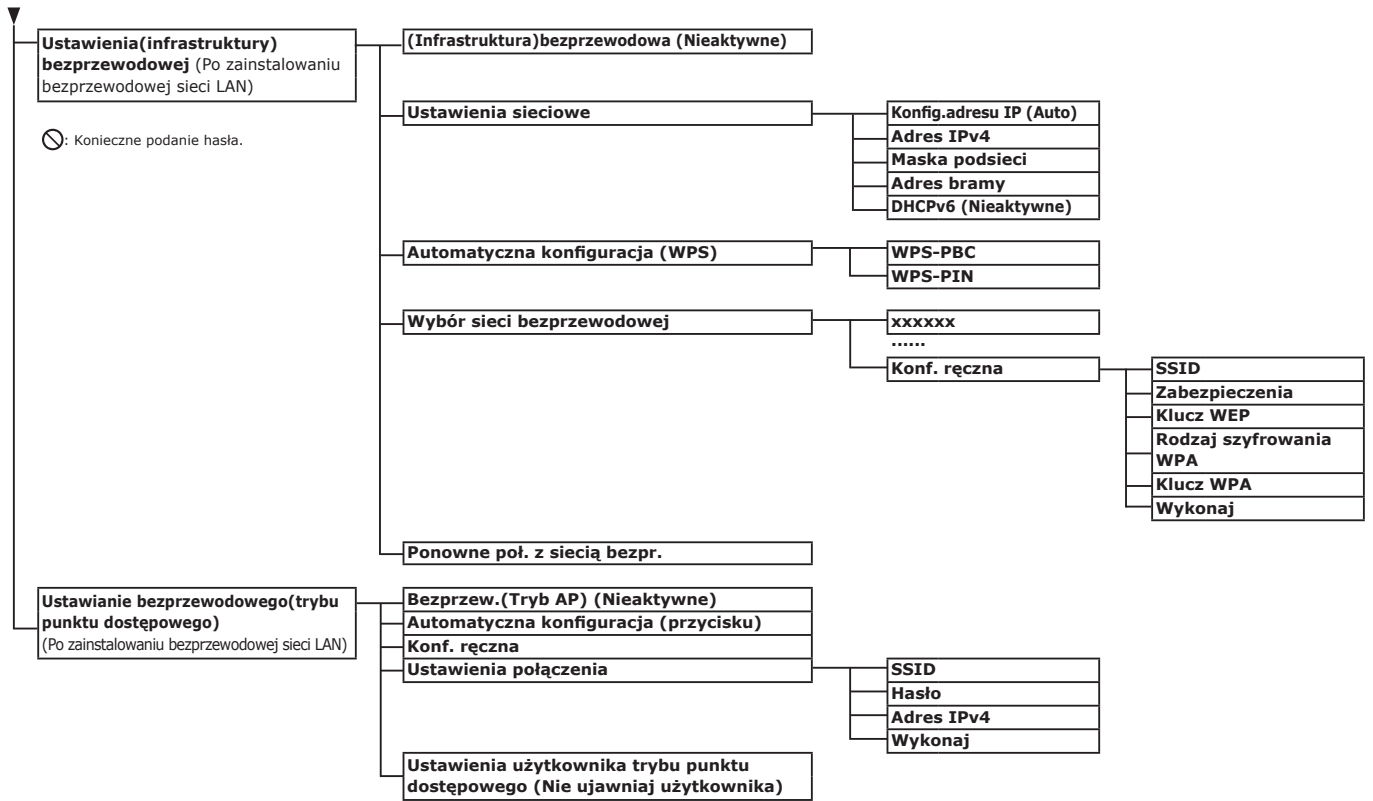 Ustawienia(infrastruktury)
bezprzewodowej (Po zainstalowaniu
bezprzewodowej sieci LAN)
: Konieczne podanie hasła.
(Infrastruktura)bezprzewodowa (Nieaktywne)
Ustawienia sieciowe
Konfig.adresu IP (Auto)
Adres IPv4
Maska podsieci
Adres bramy
DHCPv6 (Nieaktywne)
Automatyczna konfiguracja (WPS)
WPS-PBC
WPS-PIN
Wybór sieci bezprzewodowej
xxxxxx
......
Konf. ręczna
SSID
Zabezpieczenia
Klucz WEP
Rodzaj szyfrowania
WPA
Klucz WPA
Wykonaj
Ponowne poł. z siecią bezpr.
Ustawianie bezprzewodowego(trybu
punktu dostępowego)
(Po zainstalowaniu bezprzewodowej sieci LAN)
Bezprzew.(Tryb AP) (Nieaktywne)
Automatyczna konfiguracja (przycisku)
Konf. ręczna
Ustawienia połączenia
SSID
Hasło
Adres IPv4
Wykonaj
Ustawienia użytkownika trybu punktu
dostępowego (Nie ujawniaj użytkownika)